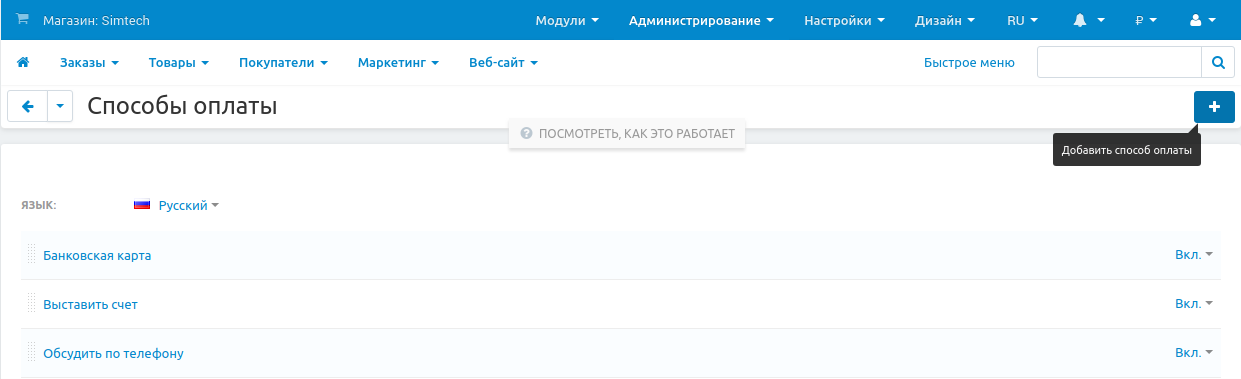 Магазин: Simtech Модули Администрирование Настройки Дизайн RU ₽
Заказы Товары Покупатели Маркетинг Веб-сайт Быстрое меню
Способы оплаты
ПОСМОТРЕТЬ, КАК ЭТО РАБОТАЕТ
Добавить способ оплаты
ЯЗЫК: Русский
Банковская карта Вкл.
Выставить счет Вкл.
Обсудить по телефону Вкл.